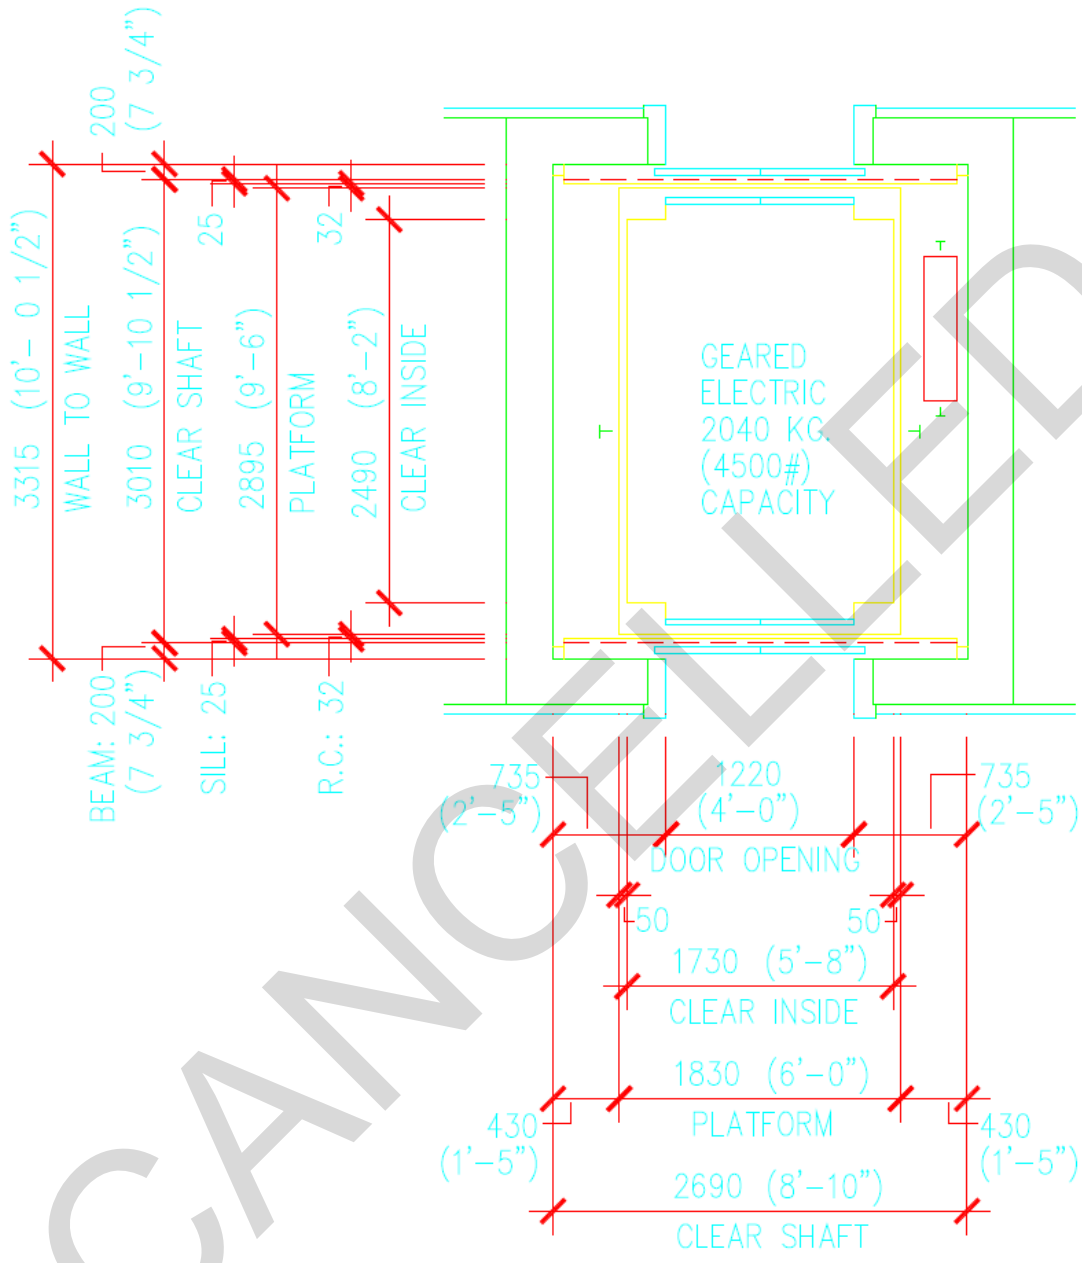 200
(7 3/4")
3315 (10'- 0 1/2")
WALL TO WALL
3010 (9'-10 1/2")
CLEAR SHAFT
25
2895 (9'-6")
PLATFORM
32
2490 (8'-2")
CLEAR INSIDE
BEAM: 200
(7 3/4")
SILL: 25
R.C.: 32
GEARED
ELECTRIC
2040 KG.
(4500#)
CAPACITY
735
(2'-5")
1220
(4'-0")
DOOR OPENING
735
(2'-5")
50
50
1730 (5'-8")
CLEAR INSIDE
1830 (6'-0")
PLATFORM
430
(1'-5")
430
(1'-5")
2690 (8'-10")
CLEAR SHAFT
CANCELLED